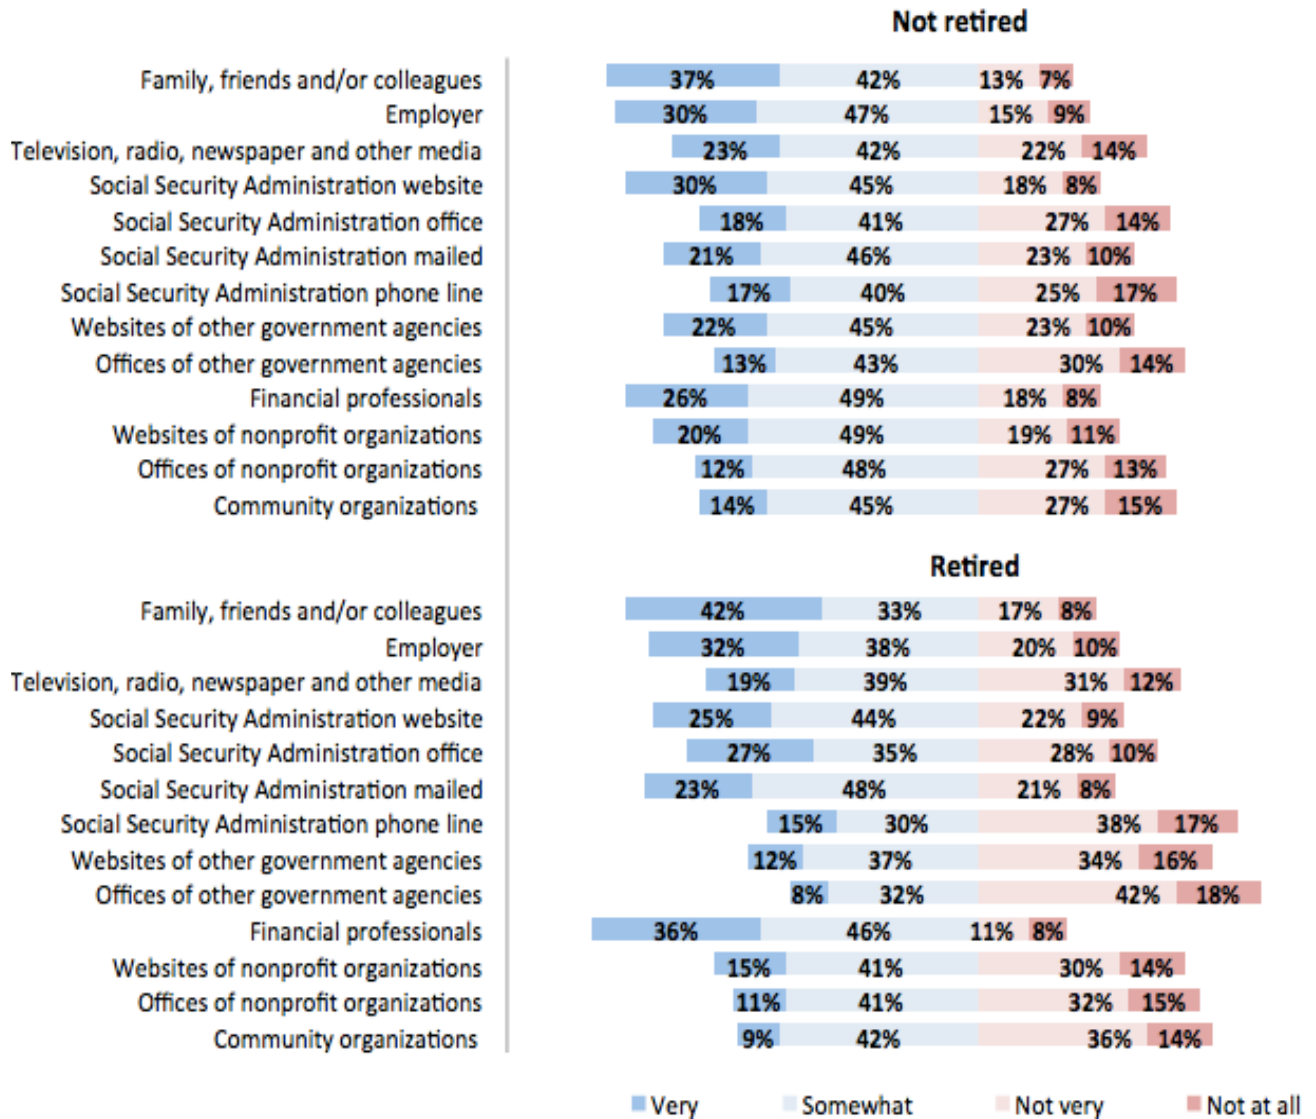 Not retired
Family, friends and/or colleagues 37% 42% 13% 7%
Employer 30% 47% 15% 9%
Television, radio, newspaper and other media 23% 42% 22% 14%
Social Security Administration website 30% 45% 18% 8%
Social Security Administration office 18% 41% 27% 14%
Social Security Administration mailed 21% 46% 23% 10%
Social Security Administration phone line 17% 40% 25% 17%
Websites of other government agencies 22% 45% 23% 10%
Offices of other government agencies 13% 43% 30% 14%
Financial professionals 26% 49% 18% 8%
Websites of nonprofit organizations 20% 49% 19% 11%
Offices of nonprofit organizations 12% 48% 27% 13%
Community organizations 14% 45% 27% 15%
Retired
Family, friends and/or colleagues 42% 33% 17% 8%
Employer 32% 38% 20% 10%
Television, radio, newspaper and other media 19% 39% 31% 12%
Social Security Administration website 25% 44% 22% 9%
Social Security Administration office 27% 35% 28% 10%
Social Security Administration mailed 23% 48% 21% 8%
Social Security Administration phone line 15% 30% 38% 17%
Websites of other government agencies 12% 37% 34% 16%
Offices of other government agencies 8% 32% 42% 18%
Financial professionals 36% 46% 11% 8%
Websites of nonprofit organizations 15% 41% 30% 14%
Offices of nonprofit organizations 11% 41% 32% 15%
Community organizations 9% 42% 36% 14%
Very Somewhat Not very Not at all